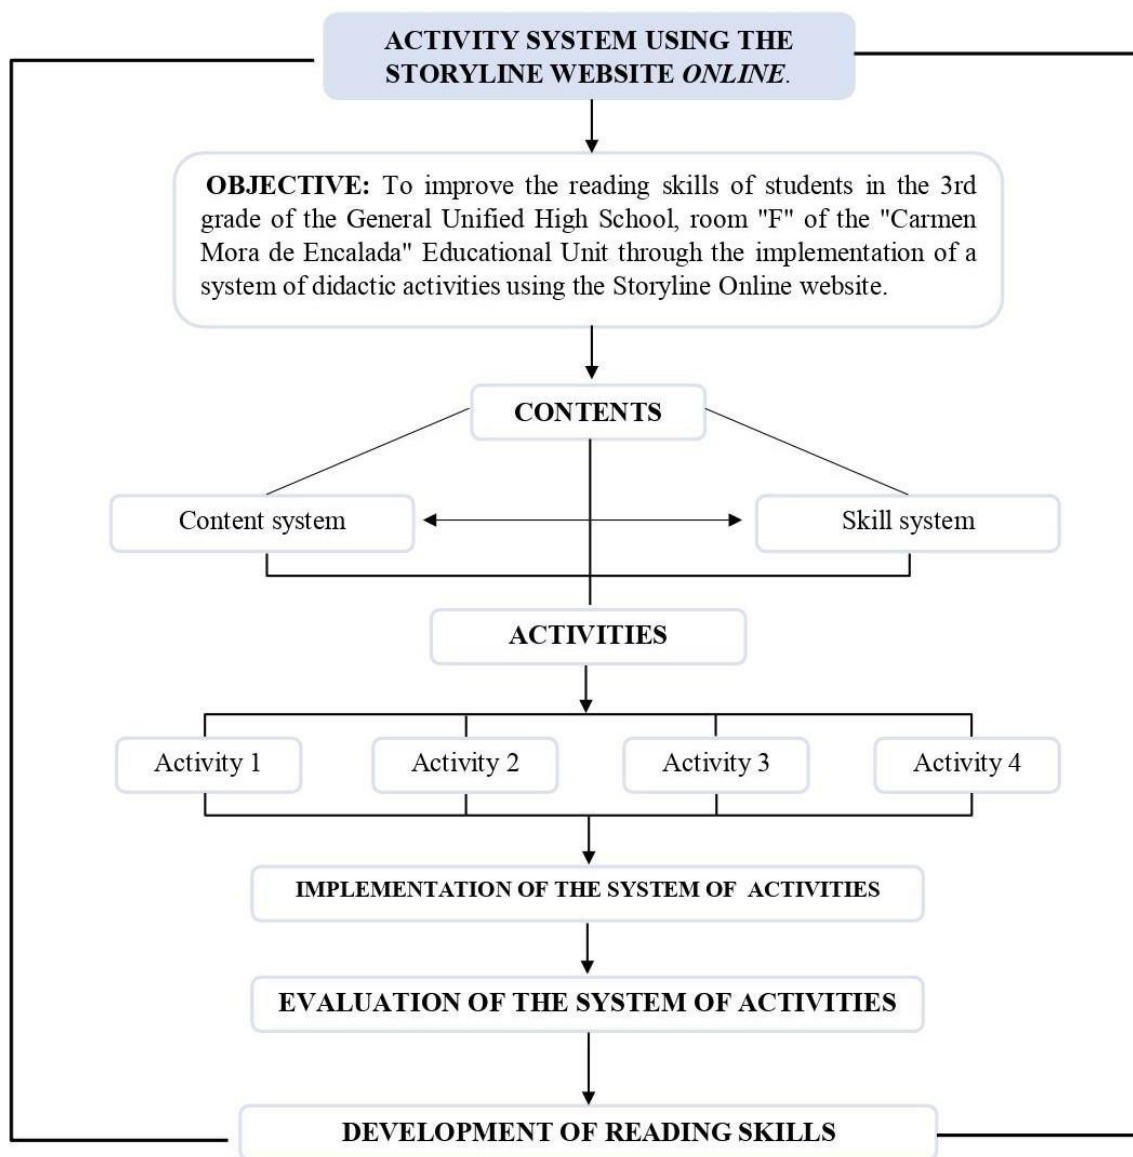 ACTIVITY SYSTEM USING THE
STORYLINE WEBSITE ONLINE.
OBJECTIVE: To improve the reading skills of students in the 3rd
grade of the General Unified High School, room "F" of the "Carmen
Mora de Encalada" Educational Unit through the implementation of a
system of didactic activities using the Storyline Online website.
CONTENTS
Content system
Skill system
ACTIVITIES
Activity 1
Activity 2
Activity 3
Activity 4
IMPLEMENTATION OF THE SYSTEM OF ACTIVITIES
EVALUATION OF THE SYSTEM OF ACTIVITIES
DEVELOPMENT OF READING SKILLS